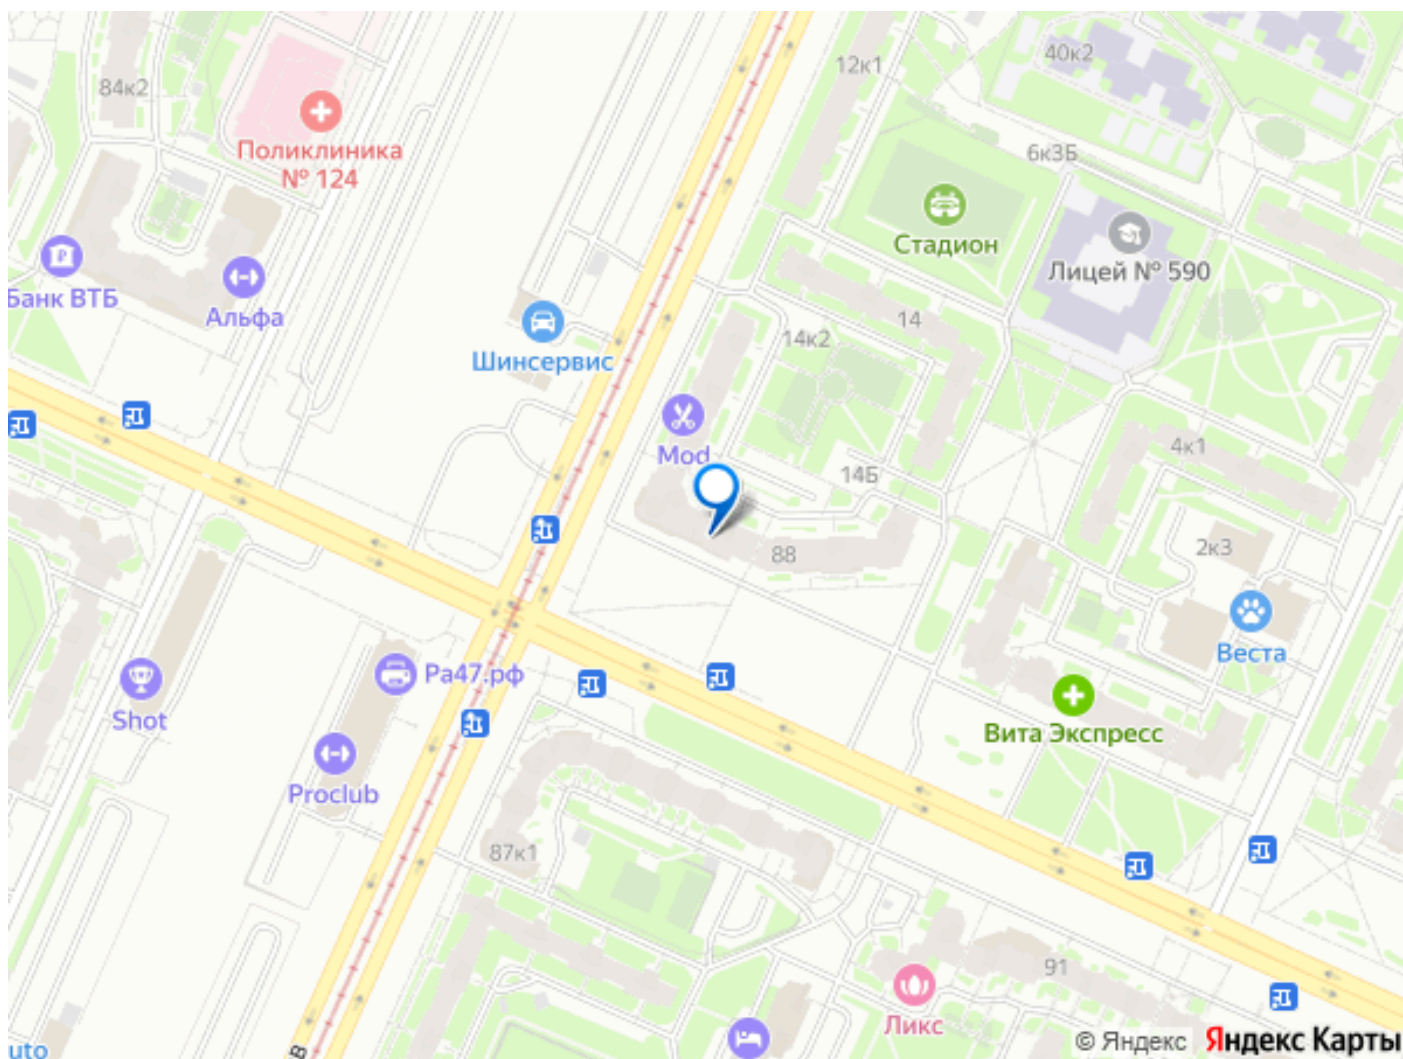 12к1
40к2
84к2
Поликлиника
№ 124
6к3Б
Стадион
Лицей № 590
Банк ВТБ
Альфа
14
14к2
Шинсервис
Mod
4к1
14Б
2к3
88
Веста
Ра47.рф
Shot
Вита Экспресс
Proclub
87к1
91
Ликс
© Яндекс Яндекс Карты
uto
В